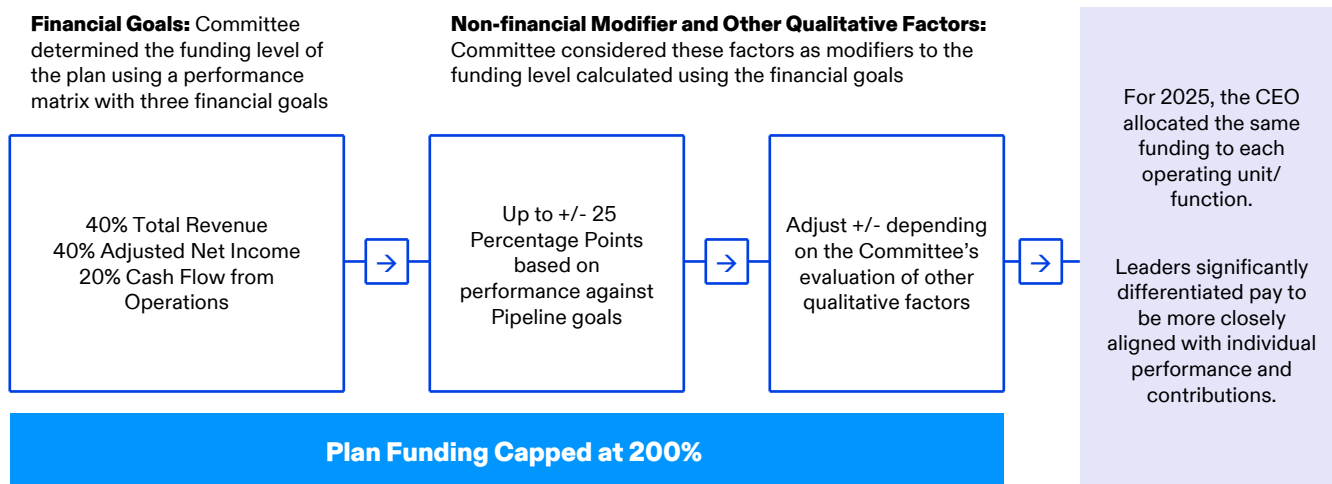 Financial Goals: Committee
determined the funding level of
the plan using a performance
matrix with three financial goals
Non-financial Modifier and Other Qualitative Factors:
Committee considered these factors as modifiers to the
funding level calculated using the financial goals
40% Total Revenue
40% Adjusted Net Income
20% Cash Flow from
Operations
→
Up to +/- 25
Percentage Points
based on
performance against
Pipeline goals
→
Adjust +/- depending
on the Committee's
evaluation of other
qualitative factors
→
For 2025, the CEO
allocated the same
funding to each
operating unit/
function.
Leaders significantly
differentiated pay to
be more closely
aligned with individual
performance and
contributions.
Plan Funding Capped at 200%